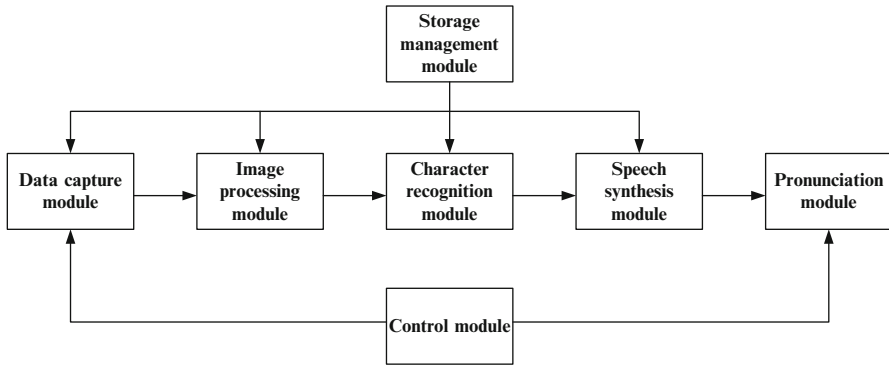 Storage
management
module
Data capture
module
Image
processing
module
Character
recognition
module
Speech
synthesis
module
Pronunciation
module
Control module